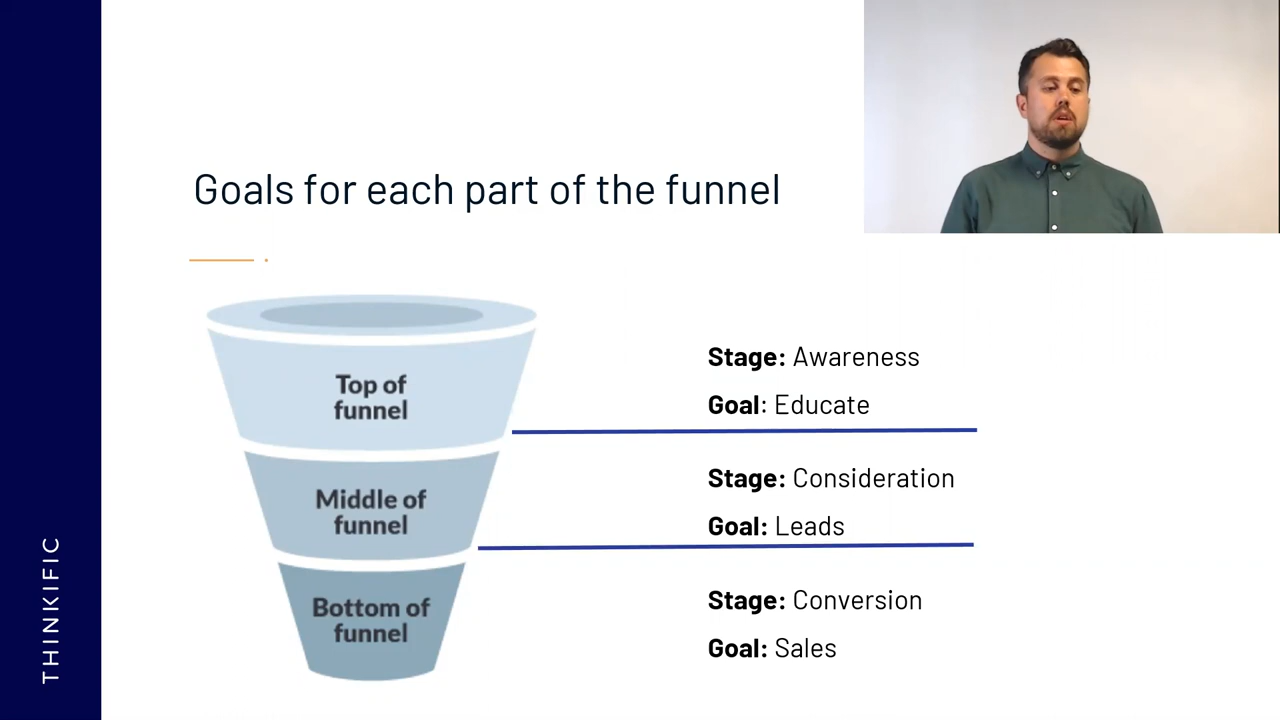 Goals for each part of the funnel
Top of
funnel
Stage: Awareness
Goal: Educate
Middle of
funnel
Stage: Consideration
Goal: Leads
Bottom of
funnel
Stage: Conversion
Goal: Sales
THINKIFIC